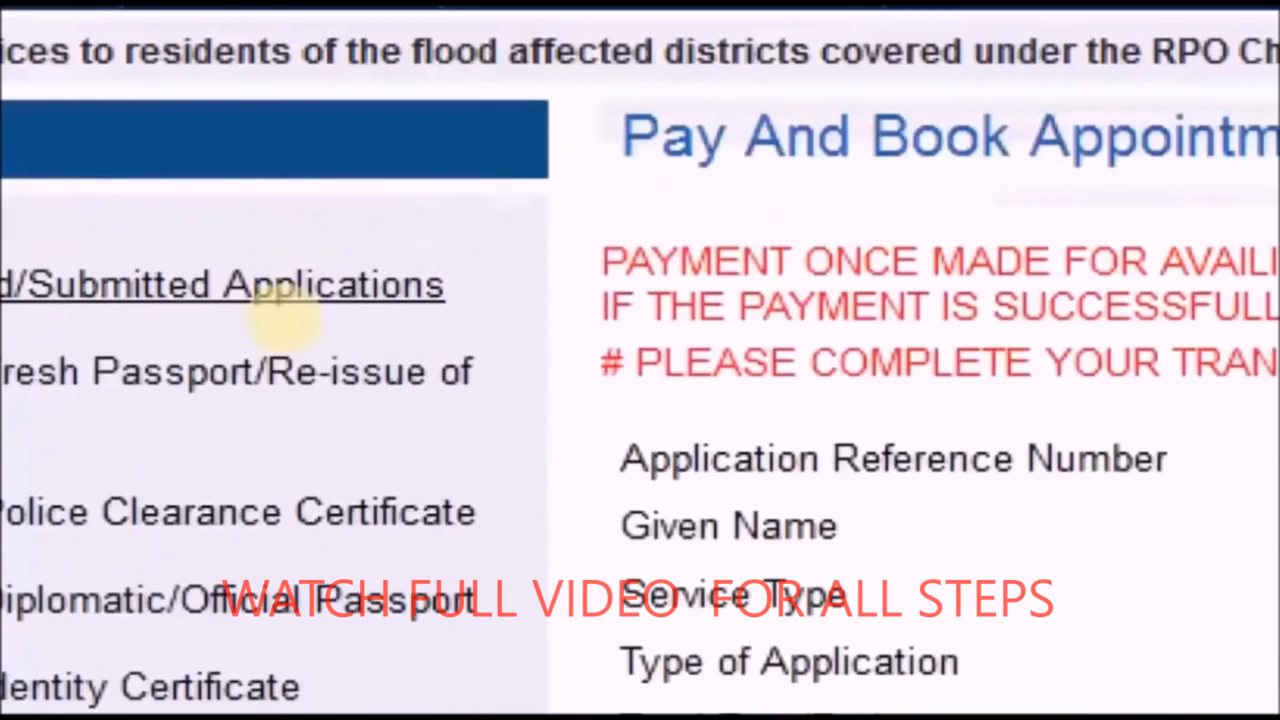 ices to residents of the flood affected districts covered under the RPO Ch
Pay And Book Appointm
d/Submitted Applications
resh Passport/Re-issue of
olice Clearance Certificate
iplomatic/Official Passport
dentity Certificate
PAYMENT ONCE MADE FOR AVAILI
IF THE PAYMENT IS SUCCESSFULL
# PLEASE COMPLETE YOUR TRAN
Application Reference Number
Given Name
Service Type
Type of Application
WATCH FULL VIDEO FOR ALL STEPS